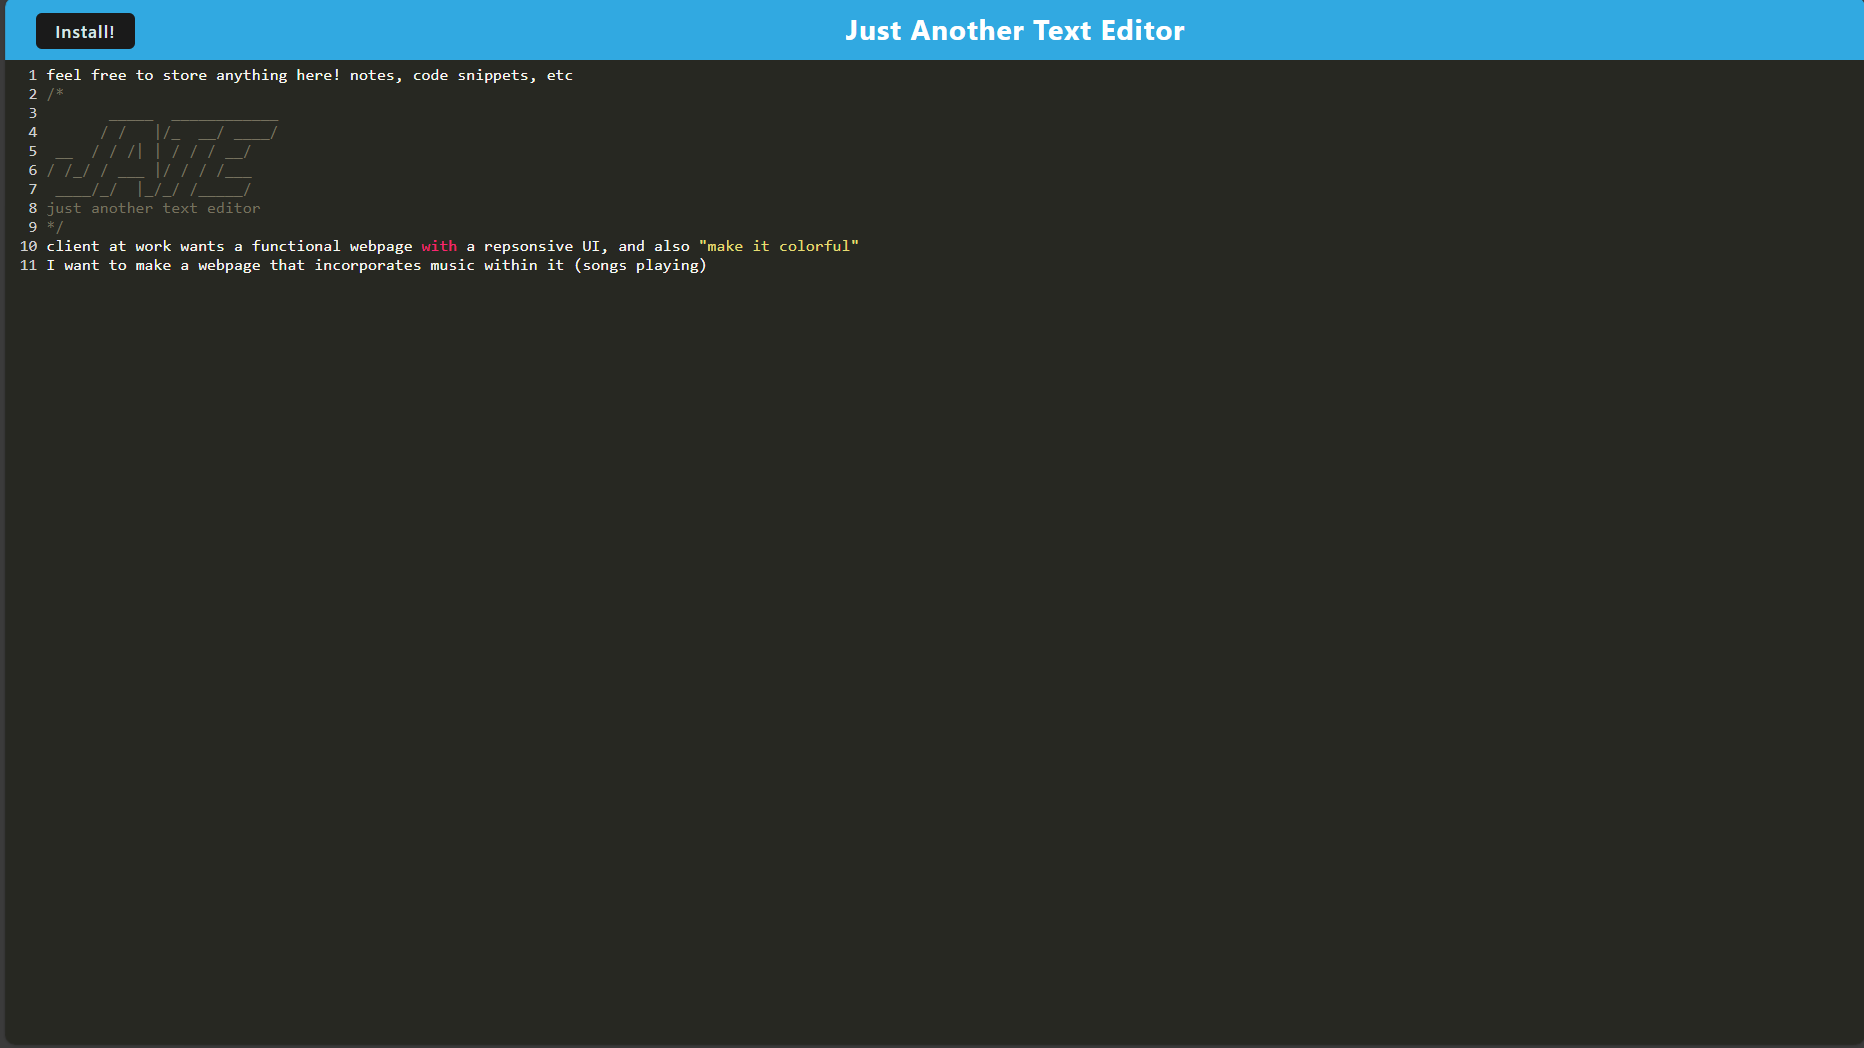 Install!
Just Another Text Editor
1 feel free to store anything here! notes, code snippets, etc
2 /*
3        _____  ____________
4       / /   |/_  __/ ____/
5  __  / / /| | / / / __/
6 / /_/ / ___ |/ / / /___
7  ____/_/  |_/_/ /_____/
8 just another text editor
9 */
10 client at work wants a functional webpage with a repsonsive UI, and also "make it colorful"
11 I want to make a webpage that incorporates music within it (songs playing)